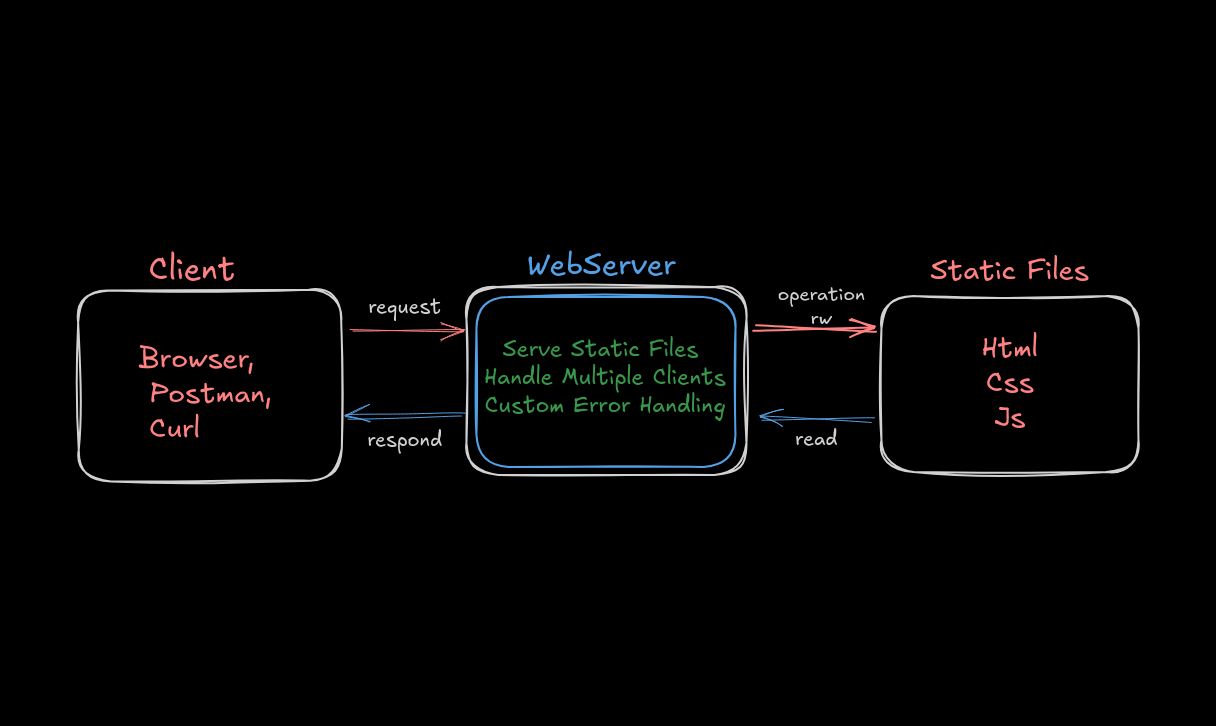 Client
Browser,
Postman,
Curl
request
respond
WebServer
Serve Static Files
Handle Multiple Clients
Custom Error Handling
operation
rw
read
Static Files
Html
Css
Js